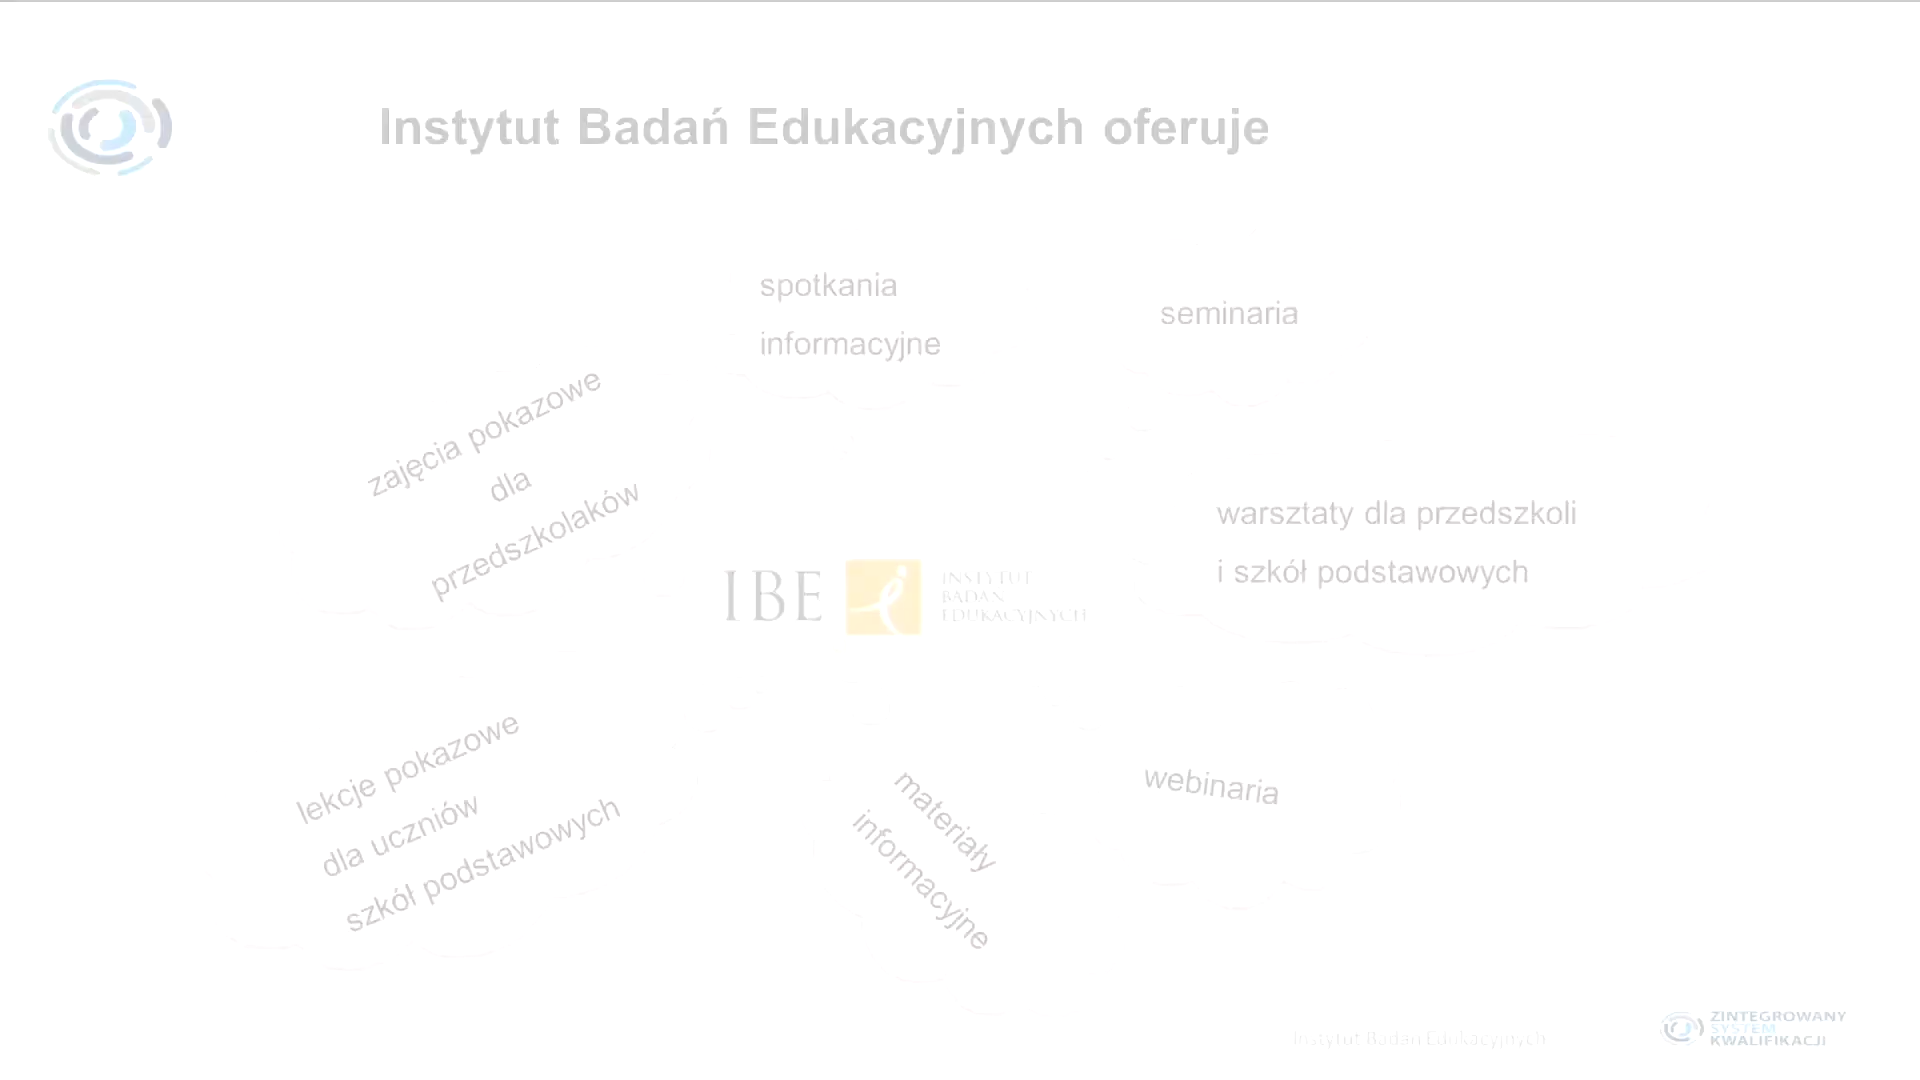 Instytut Badań Edukacyjnych oferuje
spotkania
informacyjne
seminaria
zajęcia pokazowe
dla
przedszkolaków
warsztaty dla przedszkoli
i szkół podstawowych
IBE
INSTYTUT
BADAŃ
EDUKACYJNYCH
lekcje pokazowe
dla uczniów
szkół podstawowych
materiały
informacyjne
webinaria
Instytut Badań Edukacyjnych
ZINTEGROWANY
SYSTEM
KWALIFIKACJI